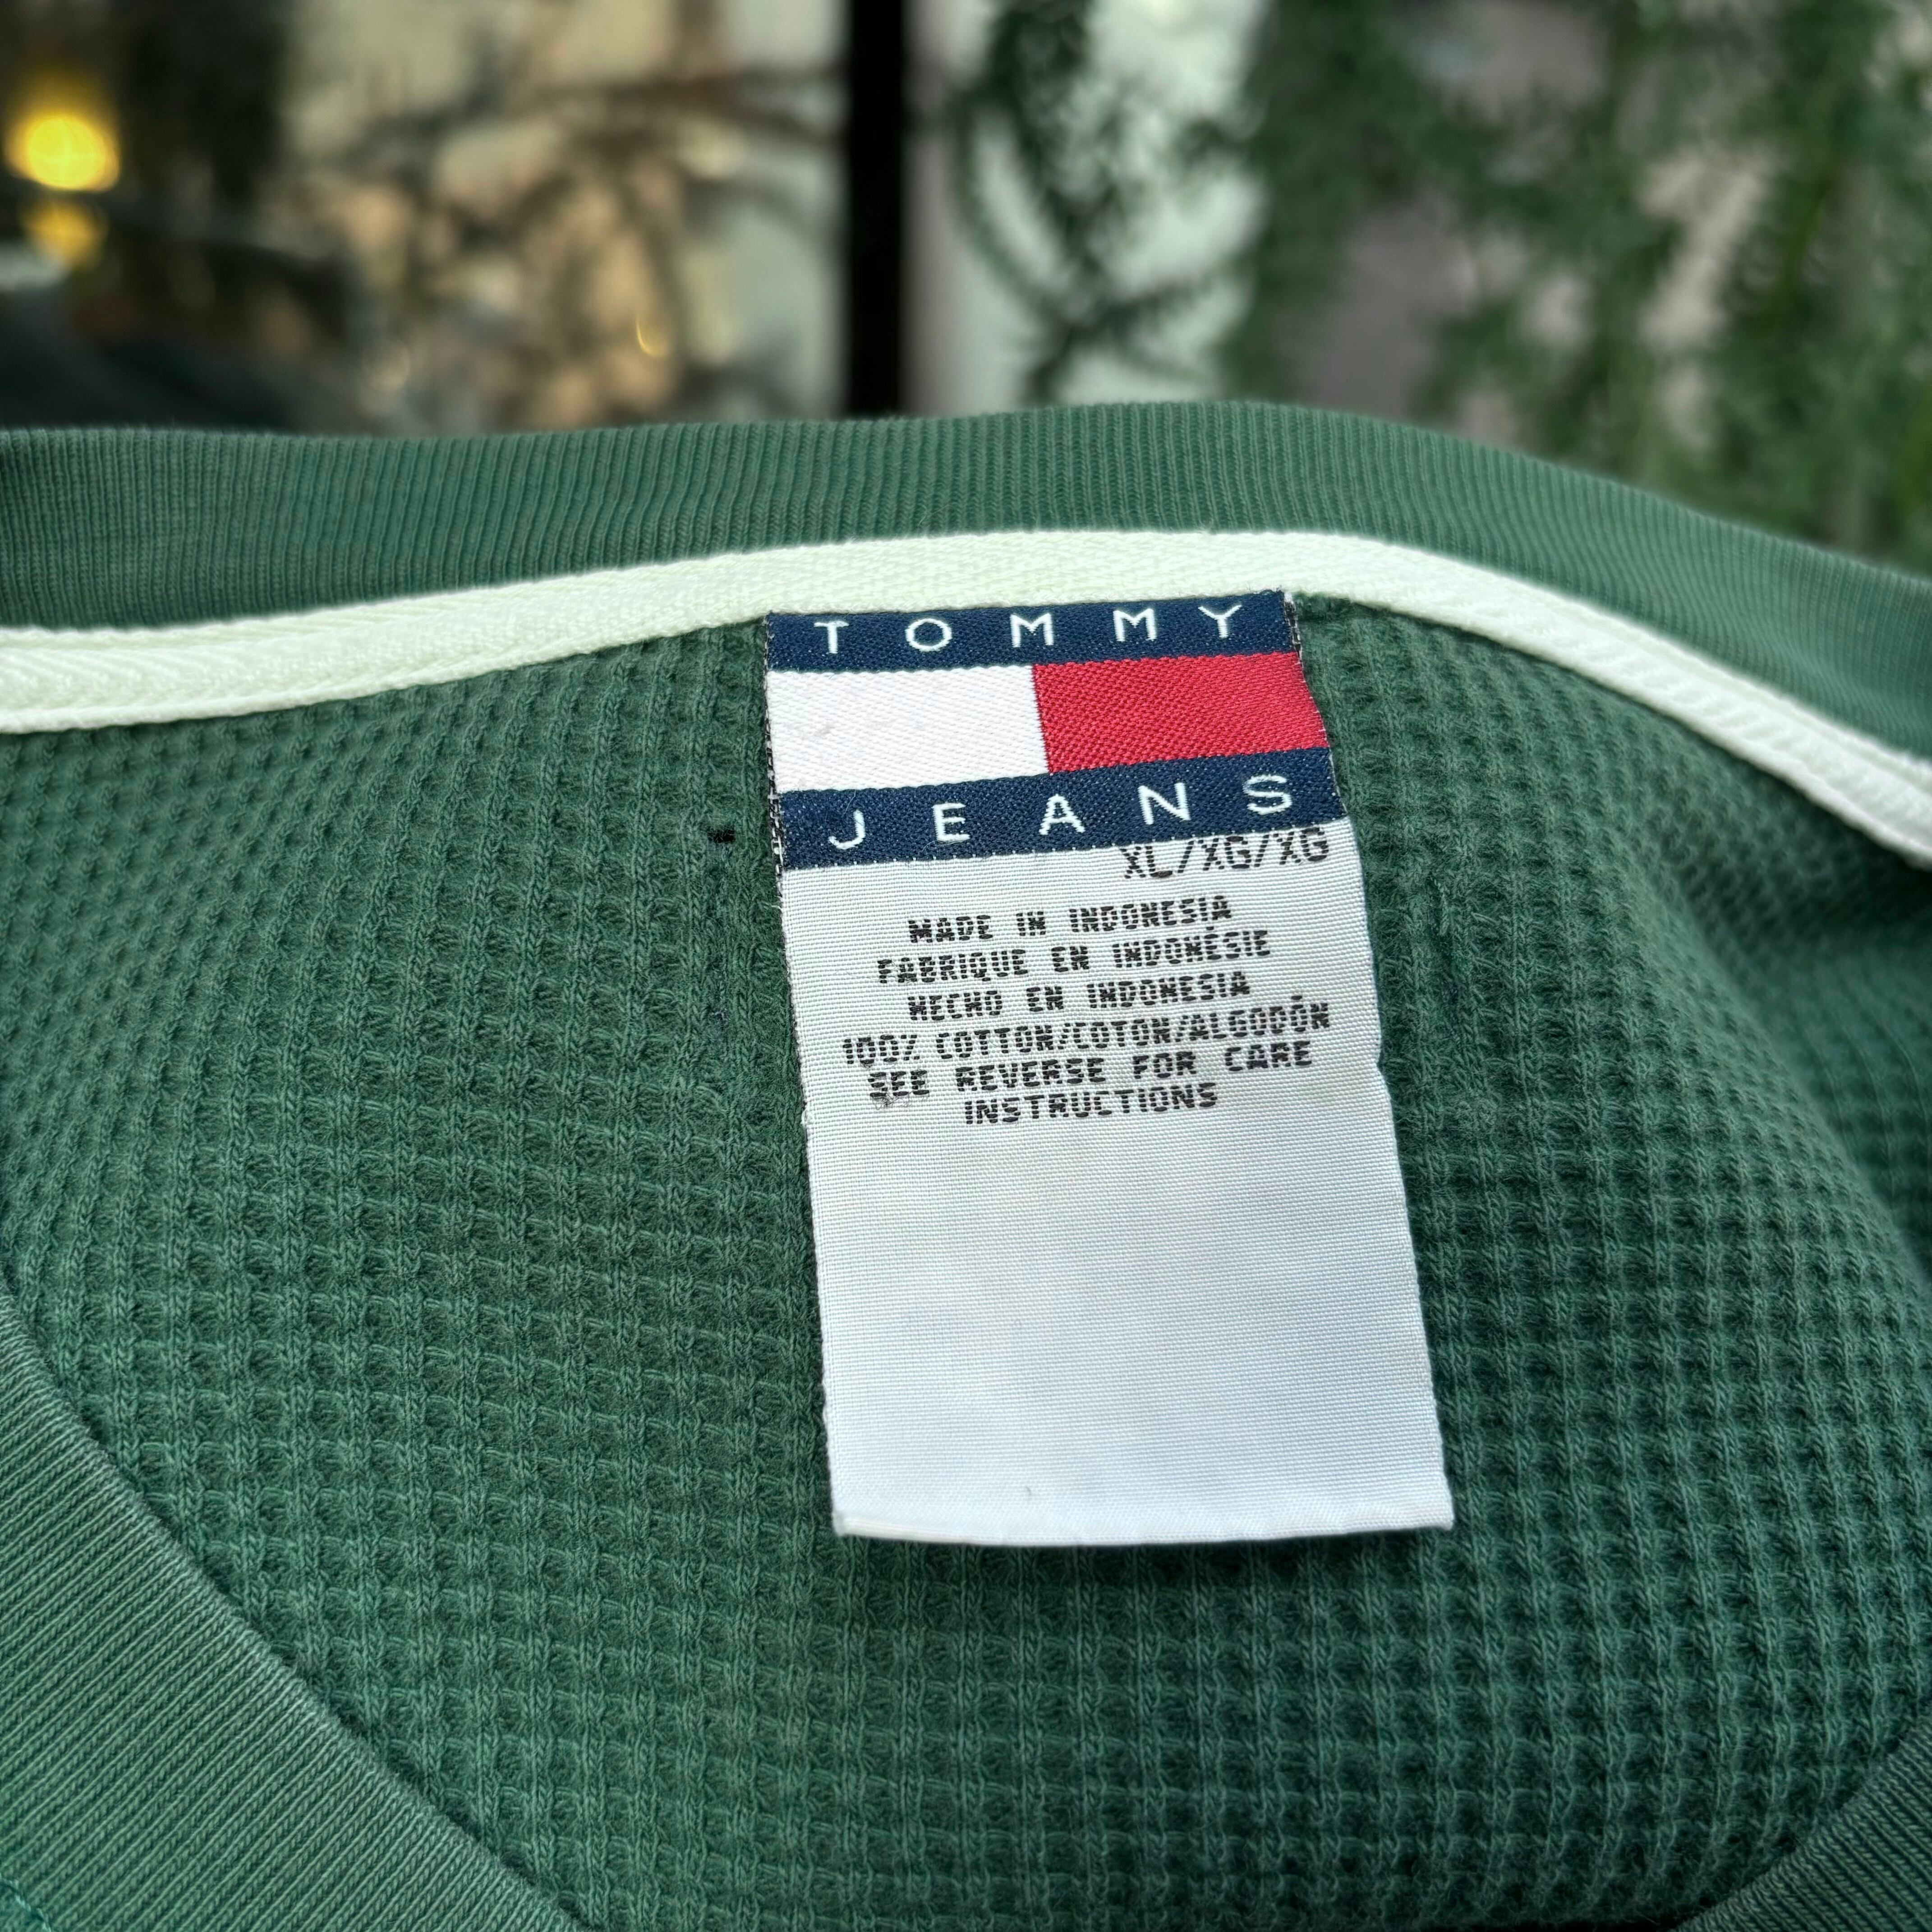 TOMMY
JEANS
XL/XG/XG
MADE IN INDONESIA
FABRIQUE EN INDONÉSIE
HECHO EN INDONESIA
100% COTTON/COTON/ALGODÓN
SEE REVERSE FOR CARE
INSTRUCTIONS